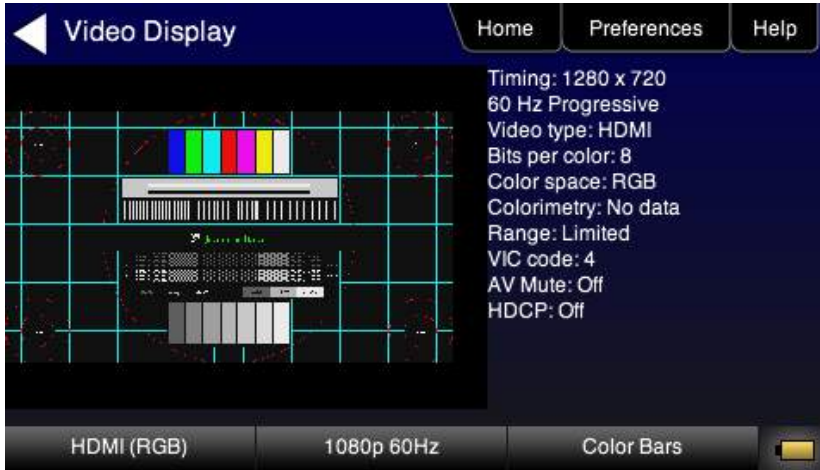 Video Display
Home
Preferences
Help
Timing: 1280 x 720
60 Hz Progressive
Video type: HDMI
Bits per color: 8
Color space: RGB
Colorimetry: No data
Range: Limited
VIC code: 4
AV Mute: Off
HDCP: Off
HDMI (RGB)
1080p 60Hz
Color Bars